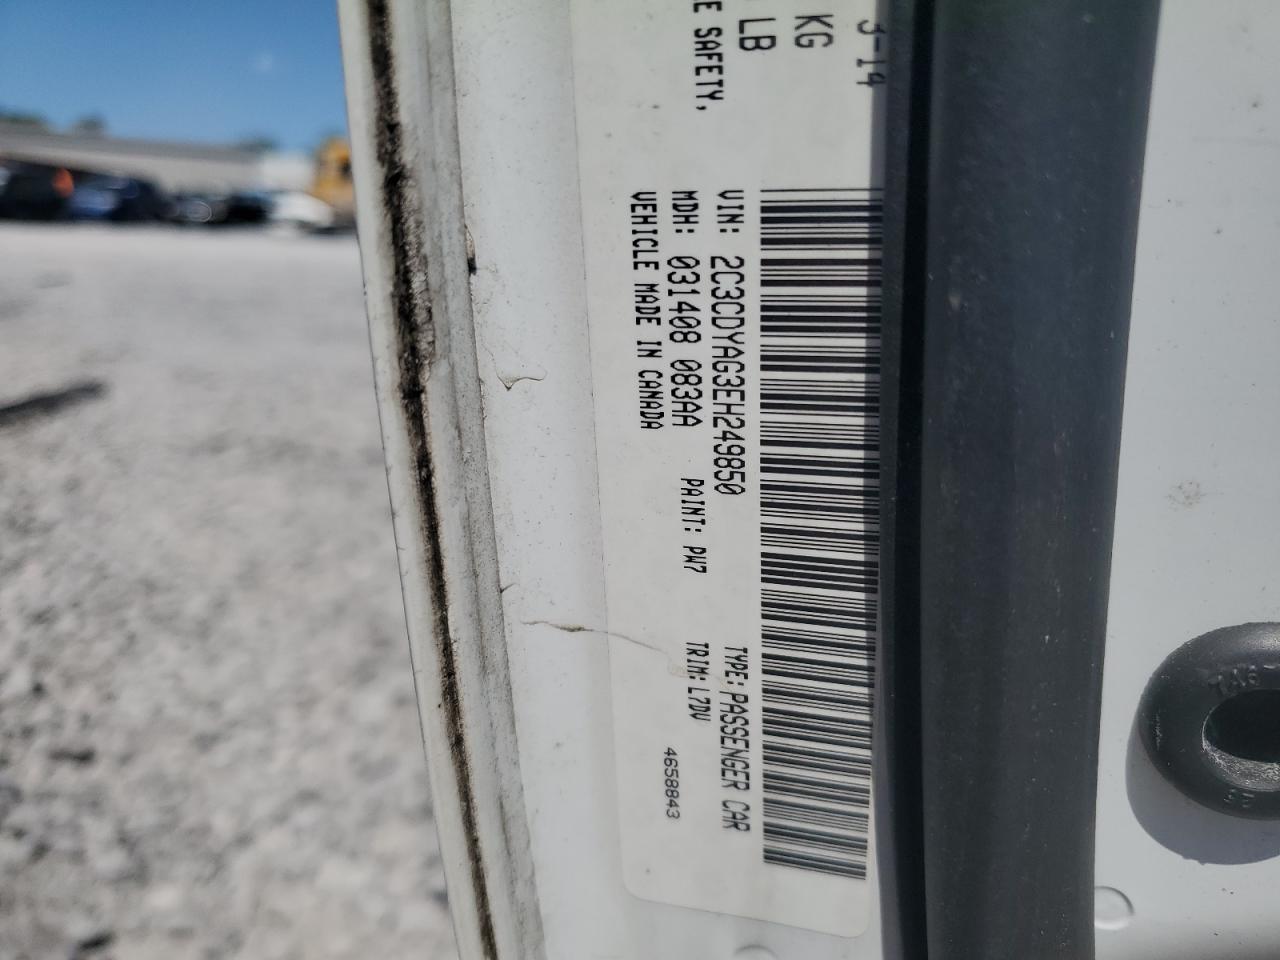 3-14
KG
LB
E SAFETY,
VIN: 2C3CDYAG3EH249850 TYPE: PASSENGER CAR
MDH: 031408 083AA PAINT: PW7 TRIM: L7DV
VEHICLE MADE IN CANADA 4658843